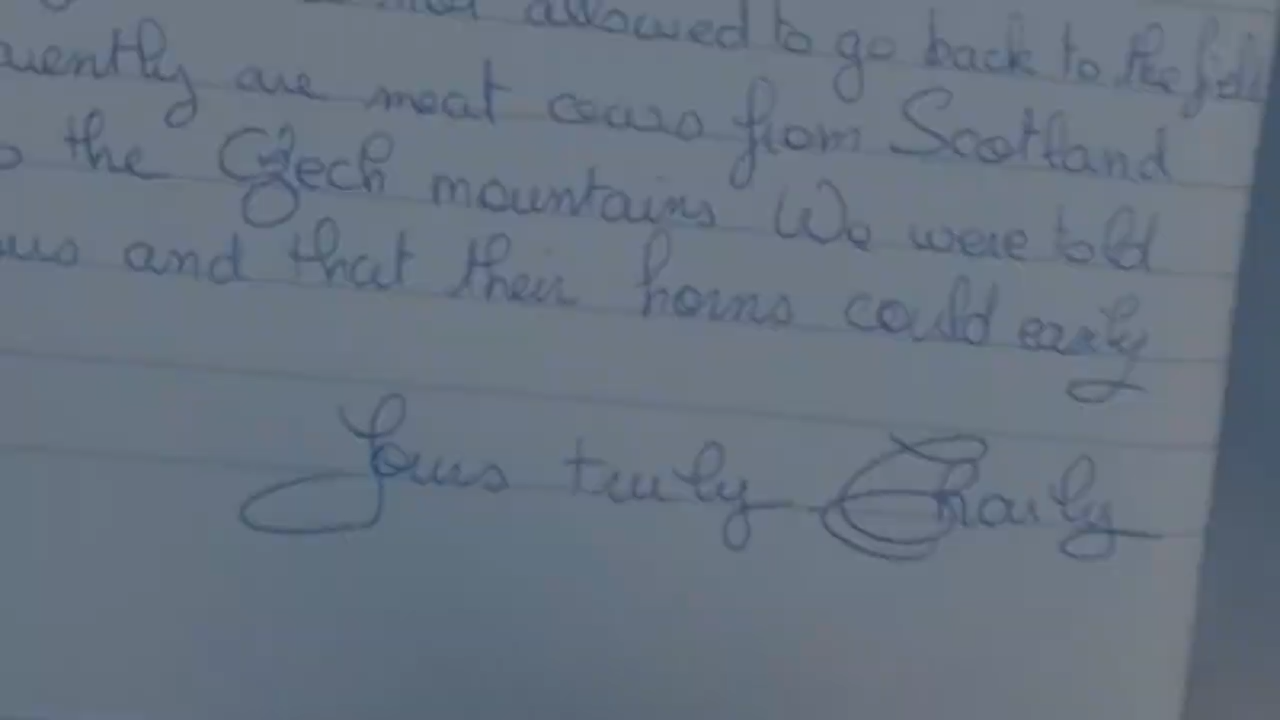 allowed to go back to the
uently are meat cows from Scotland
the Czech mountains We were told
us and that their horns could easily
Yours truly Charly